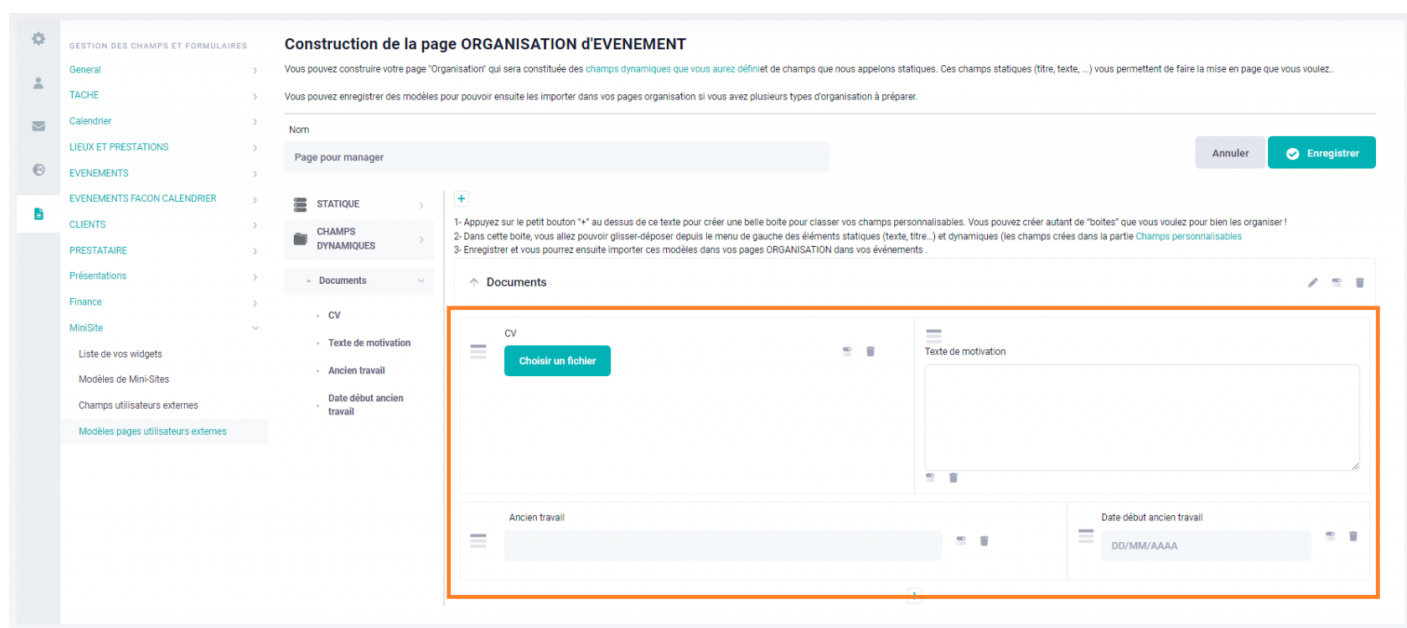 GESTION DES CHAMPS ET FORMULAIRES
General
TACHE
Calendrier
LIEUX ET PRESTATIONS
EVENEMENTS
EVENEMENTS FACON CALENDRIER
CLIENTS
PRESTATAIRE
Présentations
Finance
MiniSite
Liste de vos widgets
Modèles de Mini-Sites
Champs utilisateurs externes
Modèles pages utilisateurs externes
Construction de la page ORGANISATION d'EVENEMENT
Vous pouvez construire votre page "Organisation" qui sera constituée des champs dynamiques que vous aurez définiet de champs que nous appelons statiques. Ces champs statiques (titre, texte, ...) vous permettent de faire la mise en page que vous voulez..
Vous pouvez enregistrer des modèles pour pouvoir ensuite les importer dans vos pages organisation si vous avez plusieurs types d'organisation à préparer.
Nom
Page pour manager
Annuler
Enregistrer
STATIQUE
CHAMPS
DYNAMIQUES
Documents
CV
Texte de motivation
Ancien travail
Date début ancien
travail
+
1- Appuyez sur le petit bouton "+" au dessus de ce texte pour créer une belle boite pour classer vos champs personnalisables. Vous pouvez créer autant de "boites" que vous voulez pour bien les organiser !
2- Dans cette boite, vous allez pouvoir glisser-déposer depuis le menu de gauche des éléments statiques (texte, titre...) et dynamiques (les champs crées dans la partie Champs personnalisables
3- Enregistrer et vous pourrez ensuite importer ces modèles dans vos pages ORGANISATION dans vos événements .
Documents
CV
Choisir un fichier
Texte de motivation
Ancien travail
Date début ancien travail
DD/MM/AAAA
+